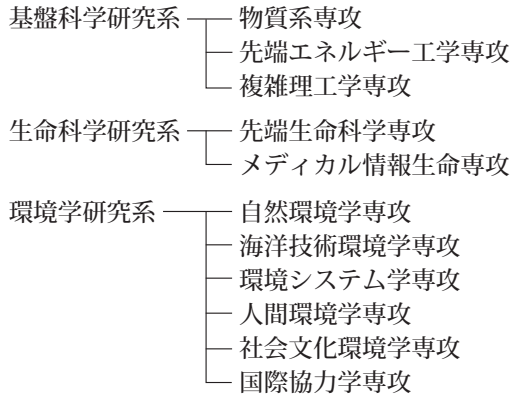 基盤科学研究系 物質系専攻
先端エネルギー工学専攻
複雑理工学専攻
生命科学研究系 先端生命科学専攻
メディカル情報生命専攻
環境学研究系 自然環境学専攻
海洋技術環境学専攻
環境システム学専攻
人間環境学専攻
社会文化環境学専攻
国際協力学専攻